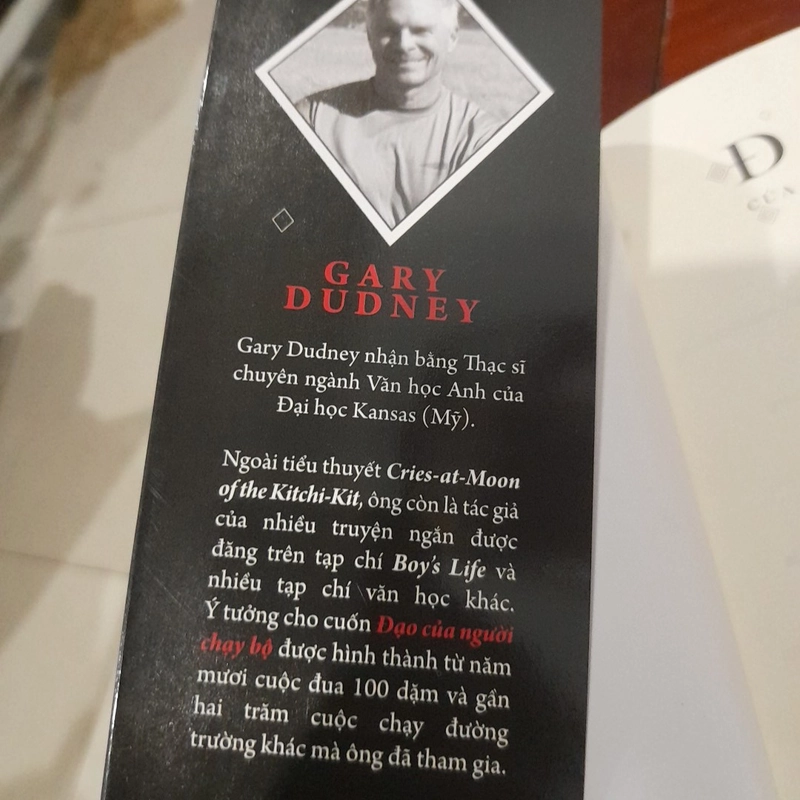 GARY
DUDNEY
Gary Dudney nhận bằng Thạc sĩ
chuyên ngành Văn học Anh của
Đại học Kansas (Mỹ).
Ngoài tiểu thuyết Cries-at-Moon
of the Kitchi-Kit, ông còn là tác giả
của nhiều truyện ngắn được
đăng trên tạp chí Boy's Life và
nhiều tạp chí văn học khác.
Ý tưởng cho cuốn Đạo của người
chạy bộ được hình thành từ năm
mươi cuộc đua 100 dặm và gần
hai trăm cuộc chạy đường
trường khác mà ông đã tham gia.
Đ
CỦA